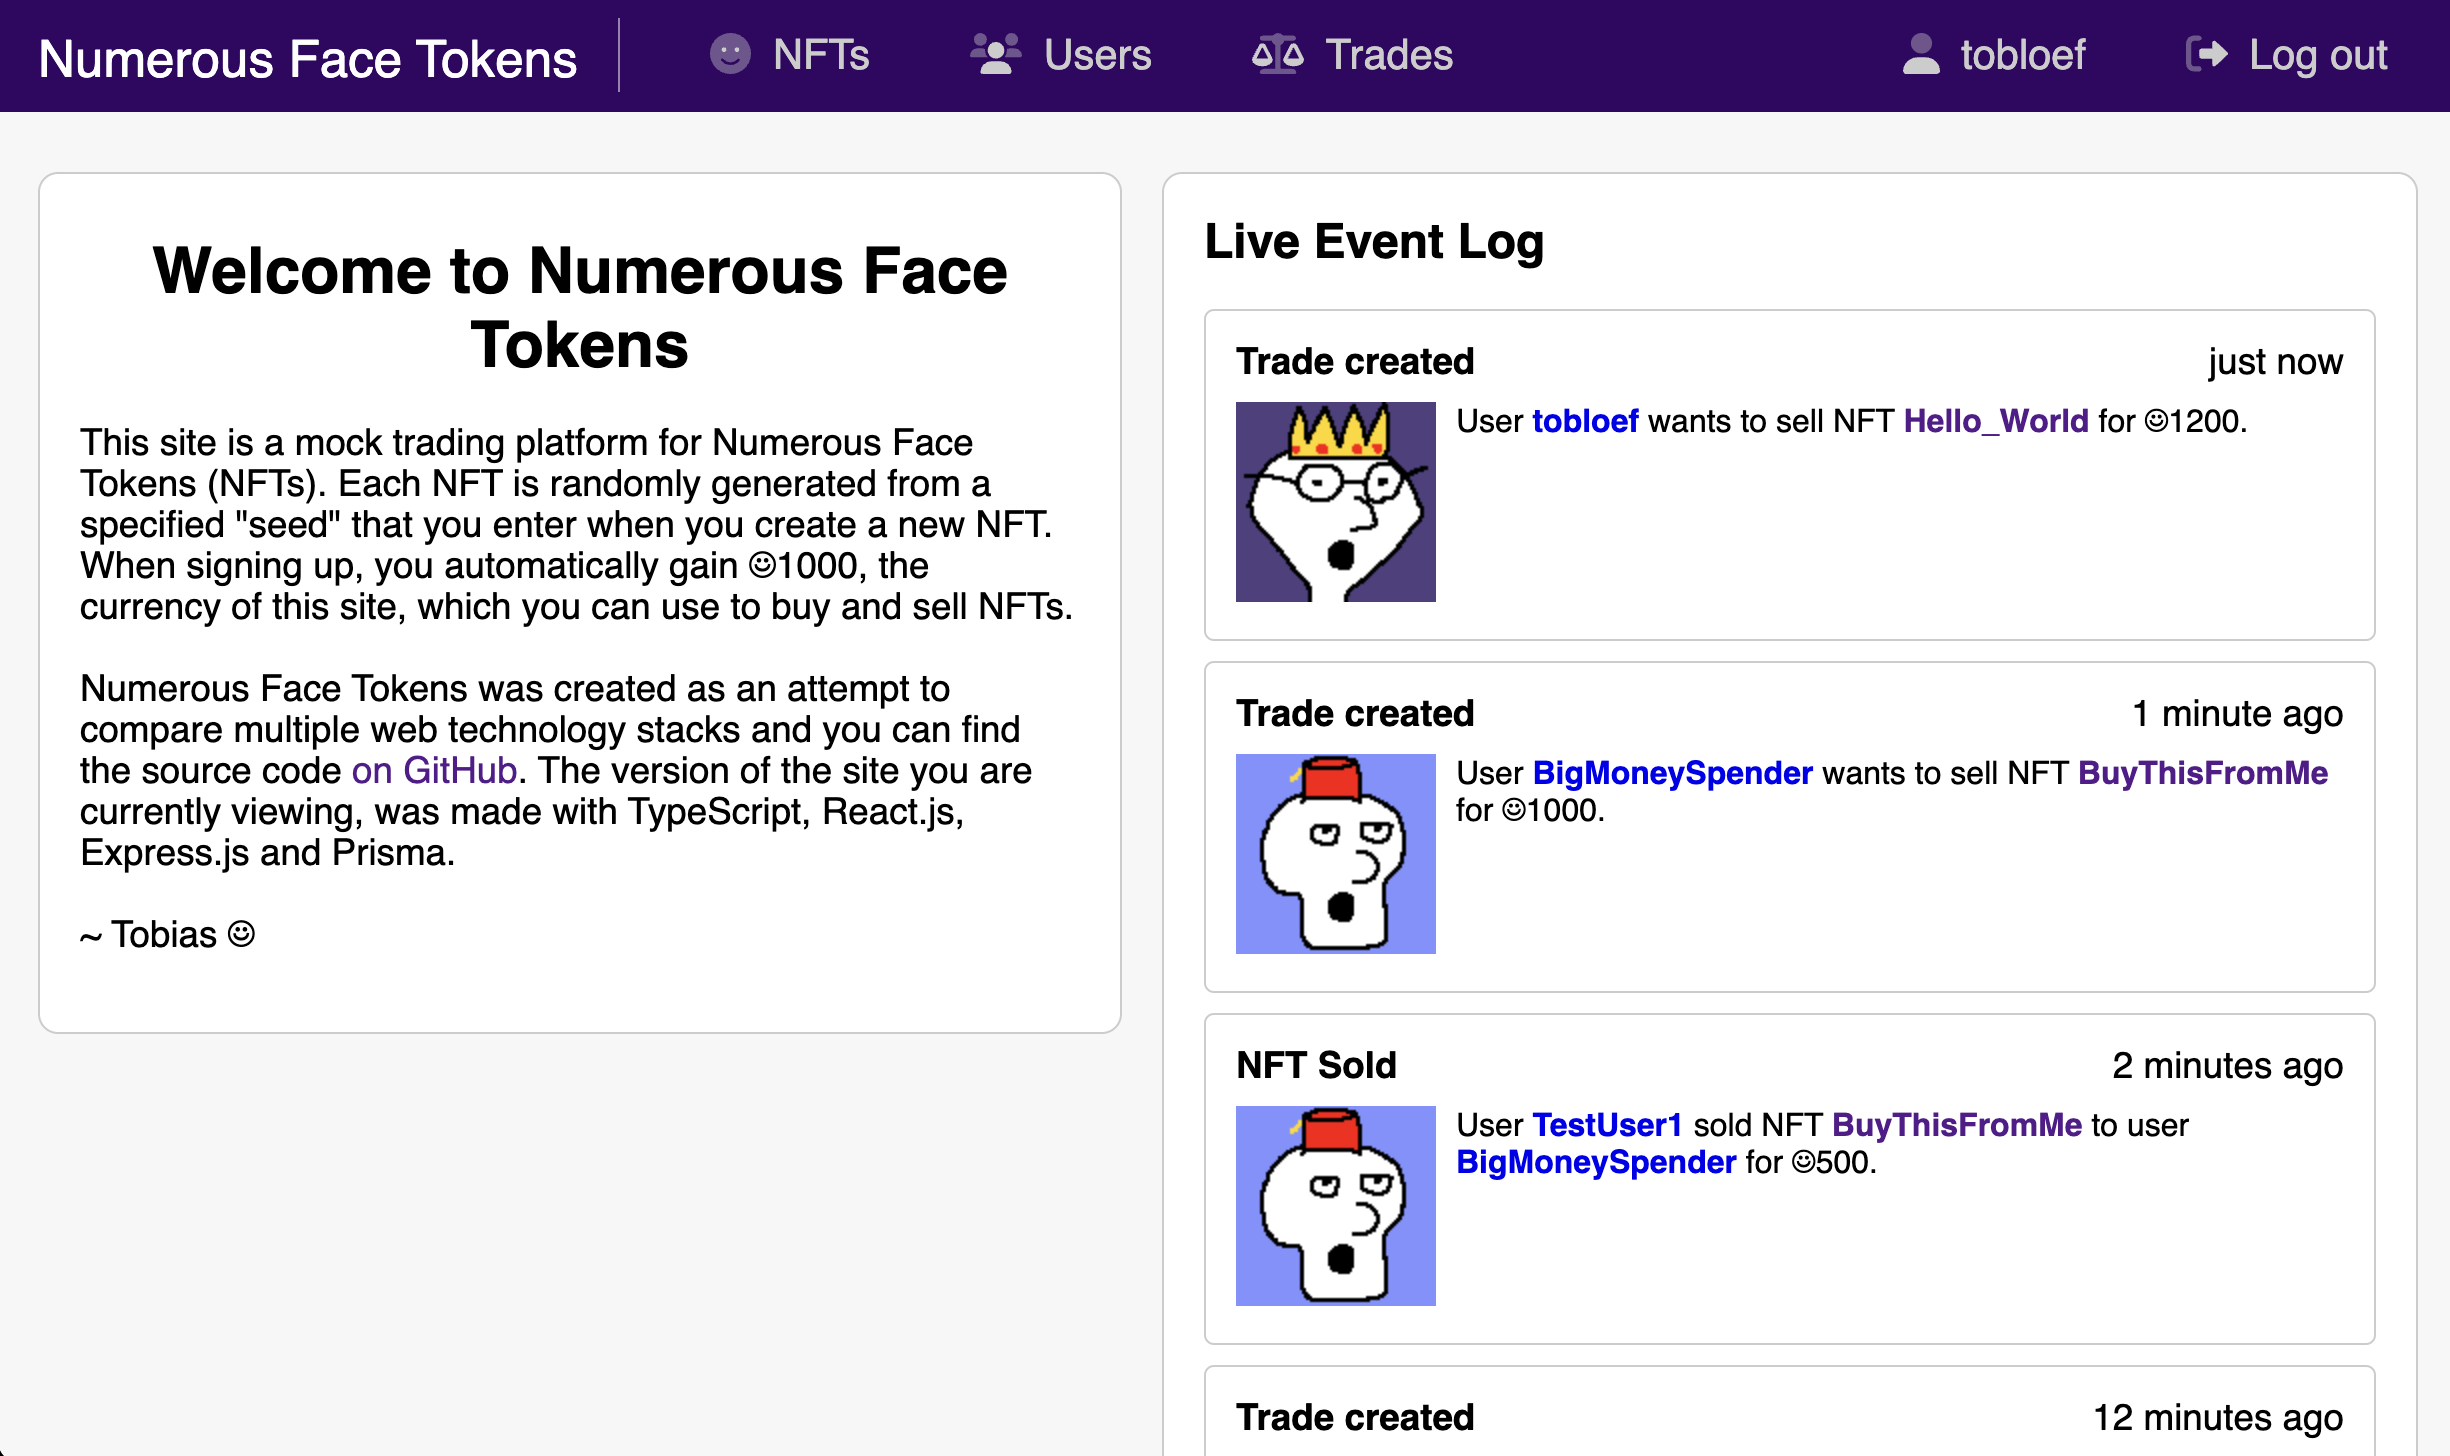 Numerous Face Tokens
NFTs
Users
Trades
tobloef
Log out
Welcome to Numerous Face
Tokens
This site is a mock trading platform for Numerous Face
Tokens (NFTs). Each NFT is randomly generated from a
specified "seed" that you enter when you create a new NFT.
When signing up, you automatically gain ☺1000, the
currency of this site, which you can use to buy and sell NFTs.
Numerous Face Tokens was created as an attempt to
compare multiple web technology stacks and you can find
the source code on GitHub. The version of the site you are
currently viewing, was made with TypeScript, React.js,
Express.js and Prisma.
~ Tobias ☺
Live Event Log
Trade created
just now
User tobloef wants to sell NFT Hello_World for ☺1200.
Trade created
1 minute ago
User BigMoneySpender wants to sell NFT BuyThisFromMe
for ☺1000.
NFT Sold
2 minutes ago
User TestUser1 sold NFT BuyThisFromMe to user
BigMoneySpender for ☺500.
Trade created
12 minutes ago